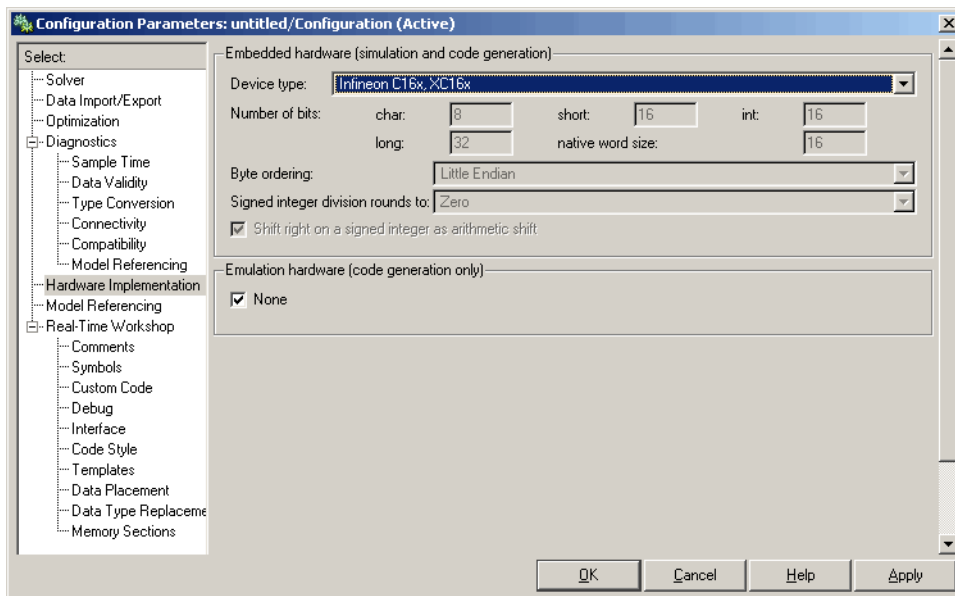 Configuration Parameters: untitled/Configuration (Active)
Select:
Solver
Data Import/Export
Optimization
Diagnostics
Sample Time
Data Validity
Type Conversion
Connectivity
Compatibility
Model Referencing
Hardware Implementation
Model Referencing
Real-Time Workshop
Comments
Symbols
Custom Code
Debug
Interface
Code Style
Templates
Data Placement
Data Type Replaceme
Memory Sections
Embedded hardware (simulation and code generation)
Device type: Infineon C16x, XC16x
Number of bits: char: 8 short: 16 int: 16
long: 32 native word size: 16
Byte ordering: Little Endian
Signed integer division rounds to: Zero
Shift right on a signed integer as arithmetic shift
Emulation hardware (code generation only)
None
OK Cancel Help Apply